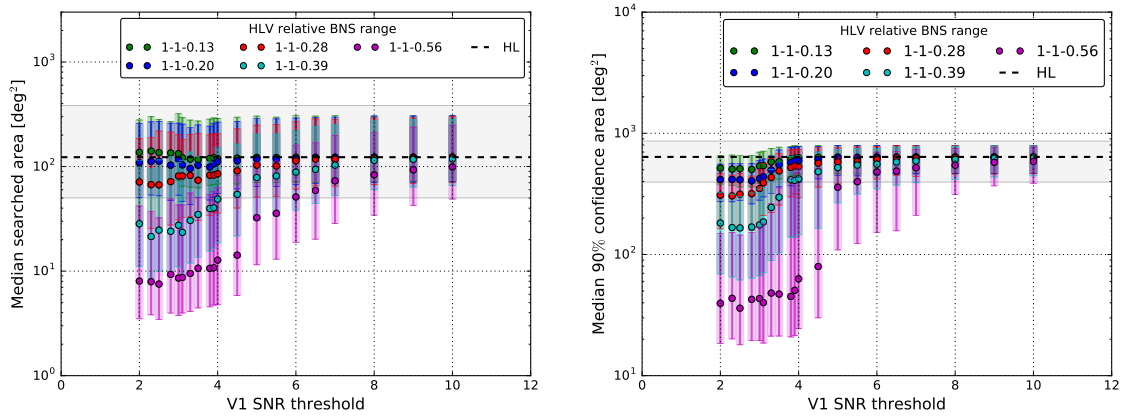 HLV relative BNS range
1-1-0.13 1-1-0.28 1-1-0.56 HL
1-1-0.20 1-1-0.39
Median searched area [deg²]
10³
10²
10¹
10⁰
0 2 4 6 8 10 12
V1 SNR threshold
HLV relative BNS range
1-1-0.13 1-1-0.28 1-1-0.56
1-1-0.20 1-1-0.39 HL
Median 90% confidence area [deg²]
10⁴
10³
10²
10¹
0 2 4 6 8 10 12
V1 SNR threshold